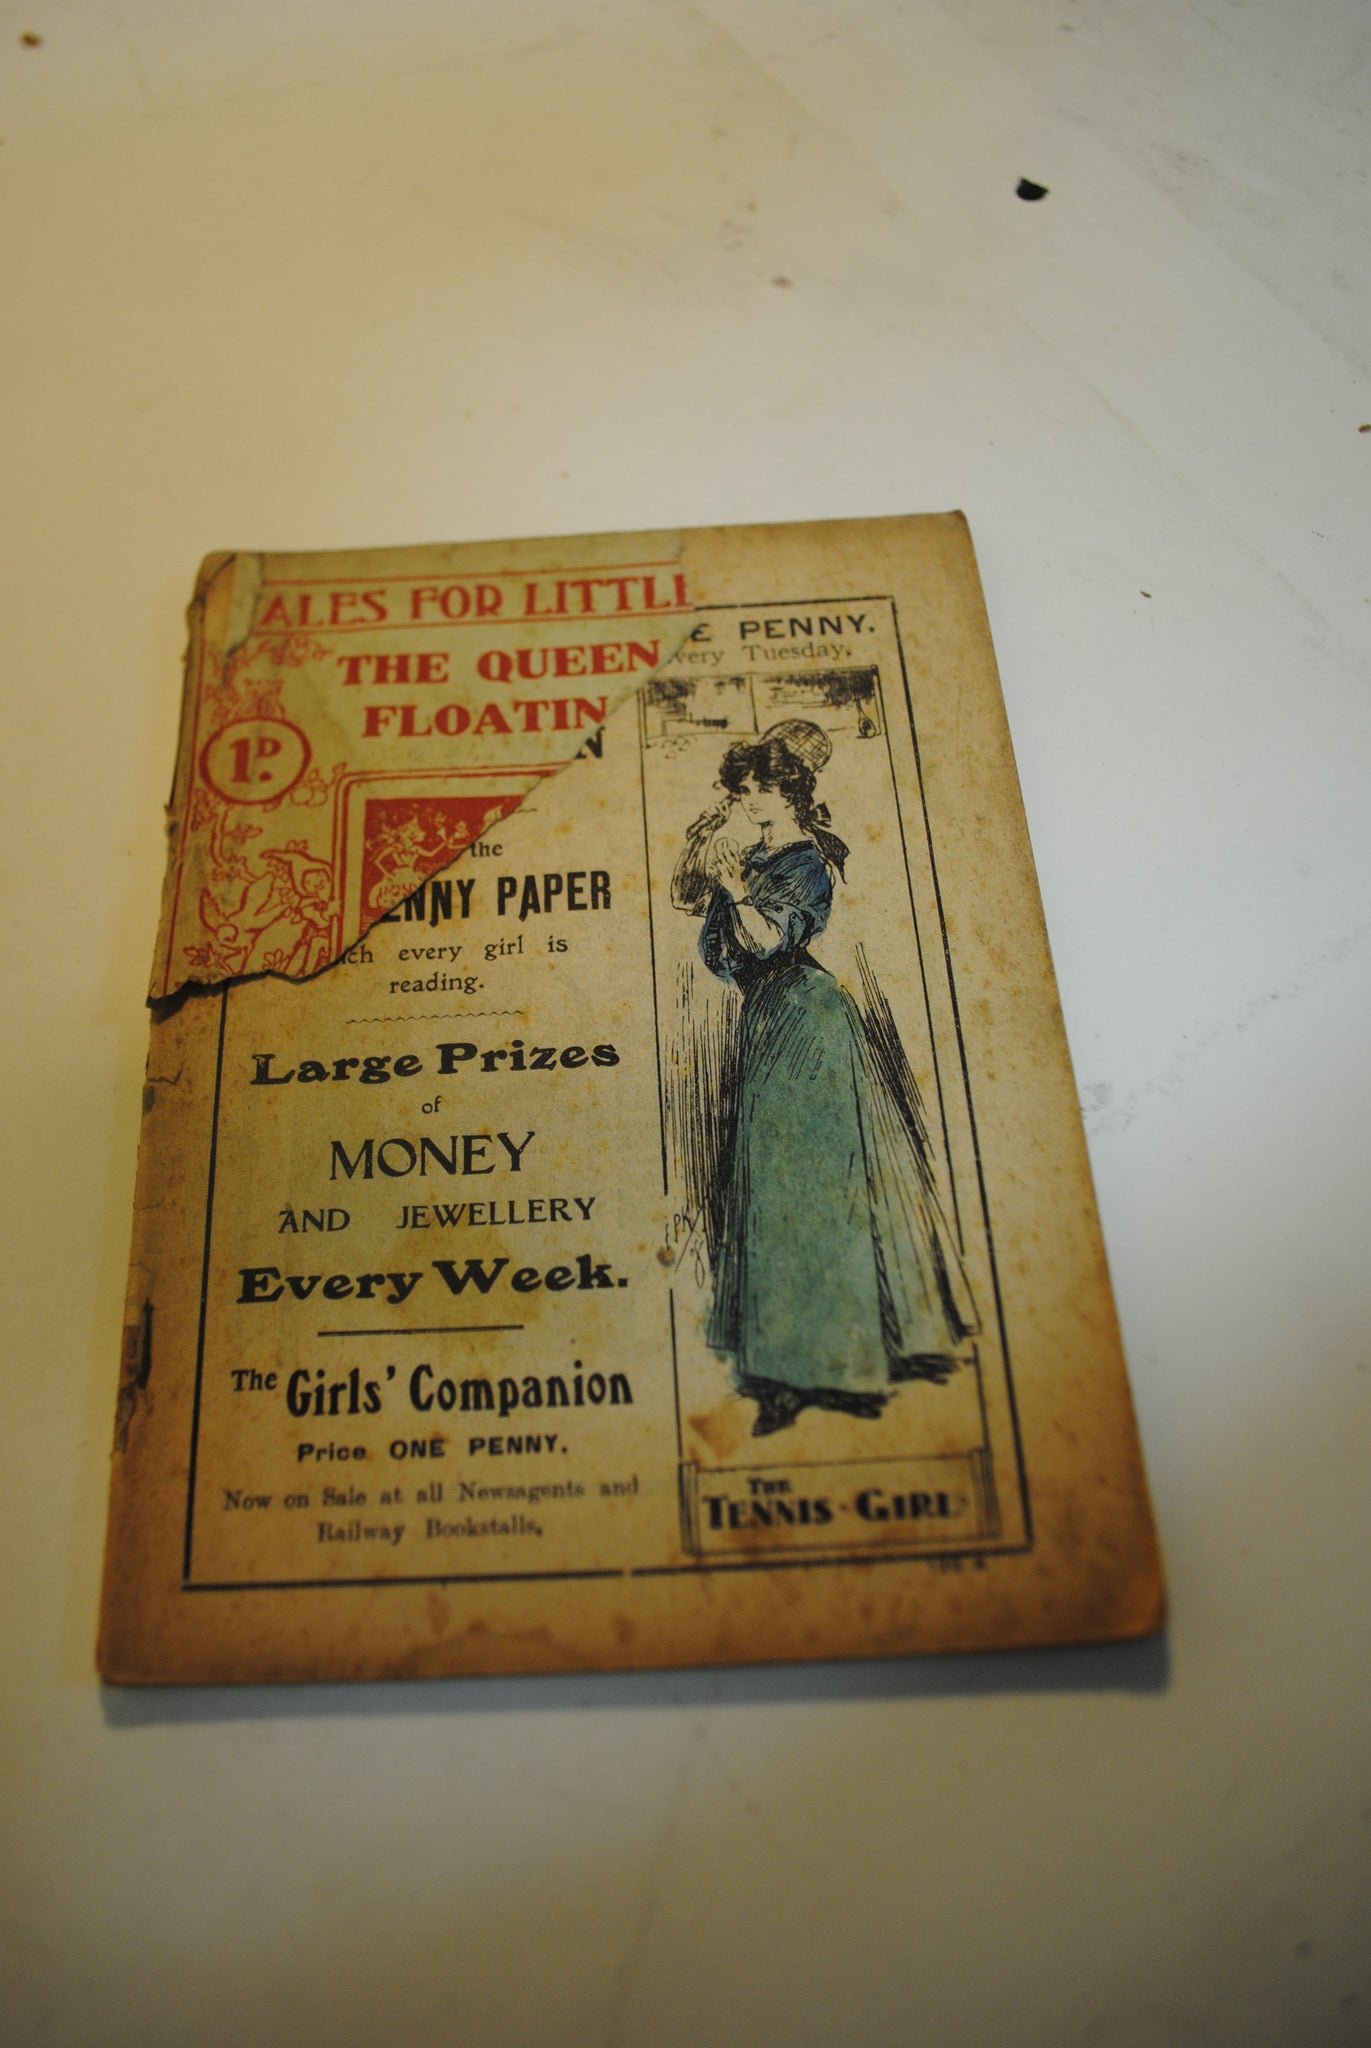 ALES FOR LITTL
THE QUEEN
FLOATIN
1D.
E PENNY.
very Tuesday.
N
the
ENNY PAPER
ch every girl is
reading.
Large Prizes
of
MONEY
AND JEWELLERY
Every Week.
The Girls' Companion
Price ONE PENNY.
Now on Sale at all Newsagents and
Railway Bookstalls.
THE
TENNIS-GIRL